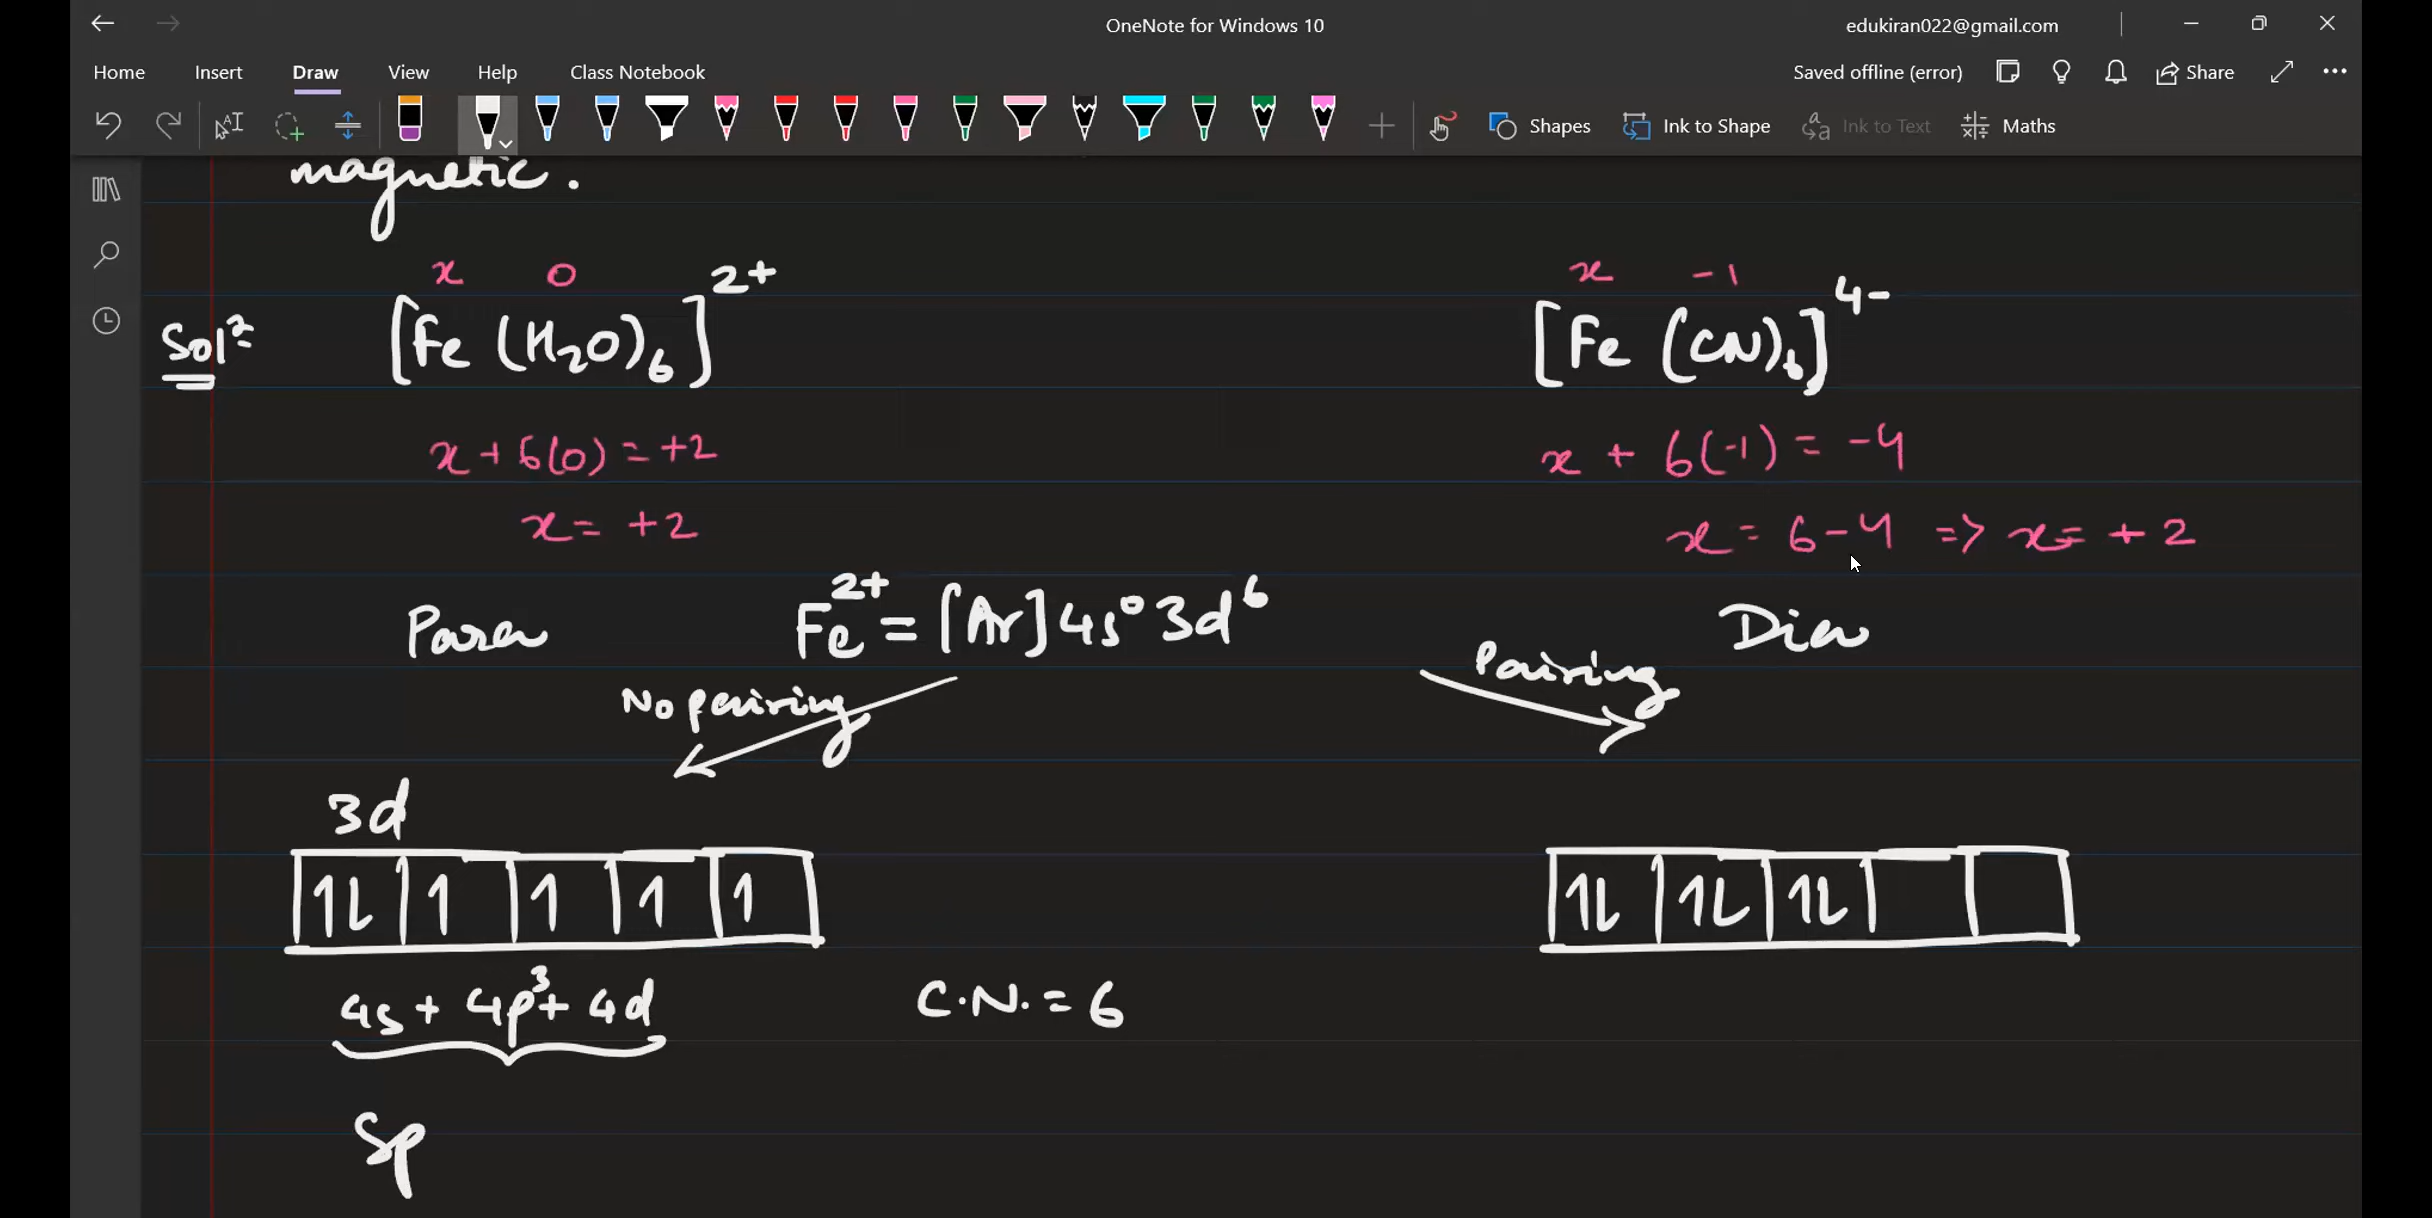 OneNote for Windows 10
edukiran022@gmail.com
Home Insert Draw View Help Class Notebook
Saved offline (error) Share
Shapes Ink to Shape Ink to Text Maths
magnetic.
x 0
Solⁿ [Fe (H₂O)₆]²⁺
x + 6(0) = +2
x = +2
x -1
[Fe (CN)₆]⁴⁻
x + 6(-1) = -4
x = 6-4 => x = +2
Para
Fe²⁺ = [Ar] 4s⁰ 3d⁶
Dia
No pairing
Pairing
3d
1L 1 1 1 1
1L 1L 1L
4s + 4p³ + 4d
C.N. = 6
Sp